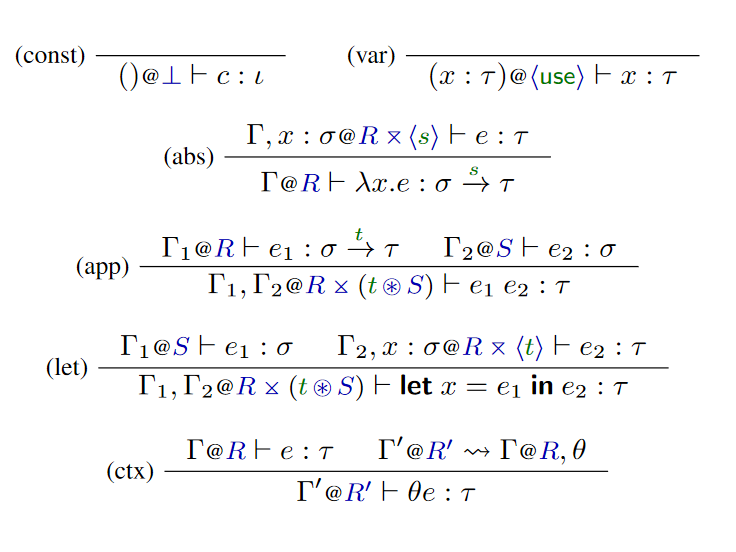 (const) ()@⊥ ⊢ c : ι
(var) (x : τ)@⟨use⟩ ⊢ x : τ
Γ, x : σ@R × ⟨s⟩ ⊢ e : τ
(abs)
Γ@R ⊢ λx.e : σ →ˢ τ
Γ₁@R ⊢ e₁ : σ →ᵗ τ    Γ₂@S ⊢ e₂ : σ
(app)
Γ₁, Γ₂@R × (t ⊛ S) ⊢ e₁ e₂ : τ
Γ₁@S ⊢ e₁ : σ    Γ₂, x : σ@R × ⟨t⟩ ⊢ e₂ : τ
(let)
Γ₁, Γ₂@R × (t ⊛ S) ⊢ let x = e₁ in e₂ : τ
Γ@R ⊢ e : τ    Γ′@R′ ⇝ Γ@R, θ
(ctx)
Γ′@R′ ⊢ θe : τ